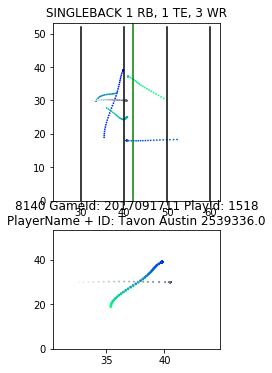 SINGLEBACK 1 RB, 1 TE, 3 WR
50
40
30
20
10
0
30 40 50 60
8140 GameId: 2017091711 PlayId: 1518
PlayerName + ID: Tavon Austin 2539336.0
40
20
0
35 40